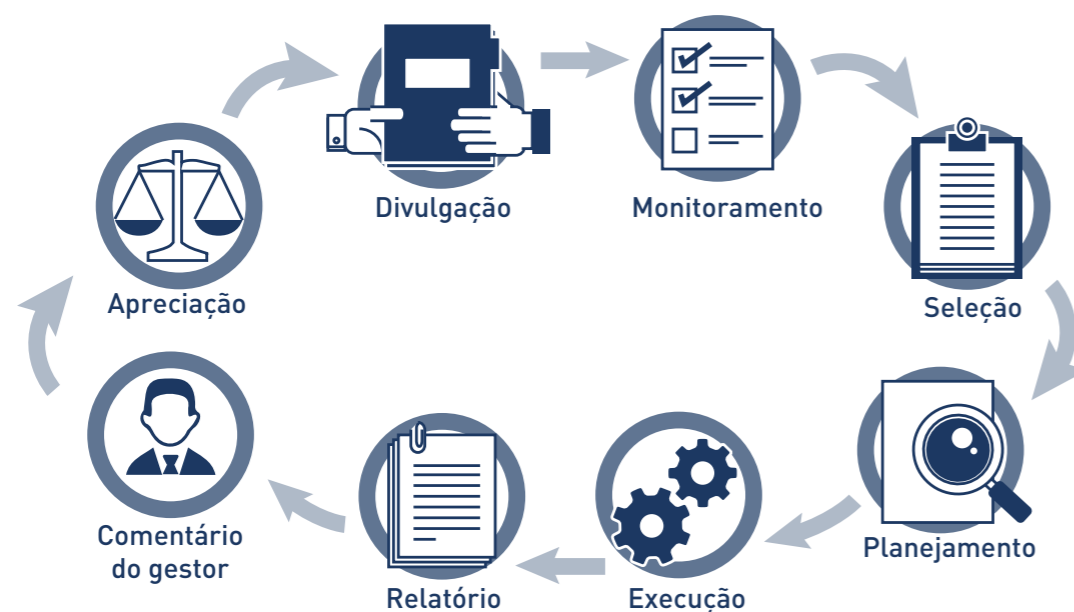 Divulgação
Monitoramento
Apreciação
Seleção
Comentário
do gestor
Planejamento
Relatório
Execução